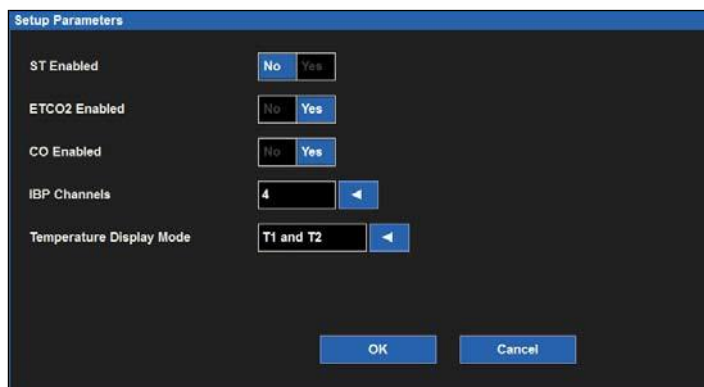 Setup Parameters
ST Enabled No Yes
ETCO2 Enabled No Yes
CO Enabled No Yes
IBP Channels 4
Temperature Display Mode T1 and T2
OK Cancel